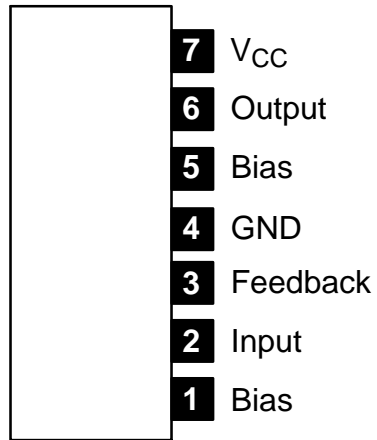 7 VCC
6 Output
5 Bias
4 GND
3 Feedback
2 Input
1 Bias